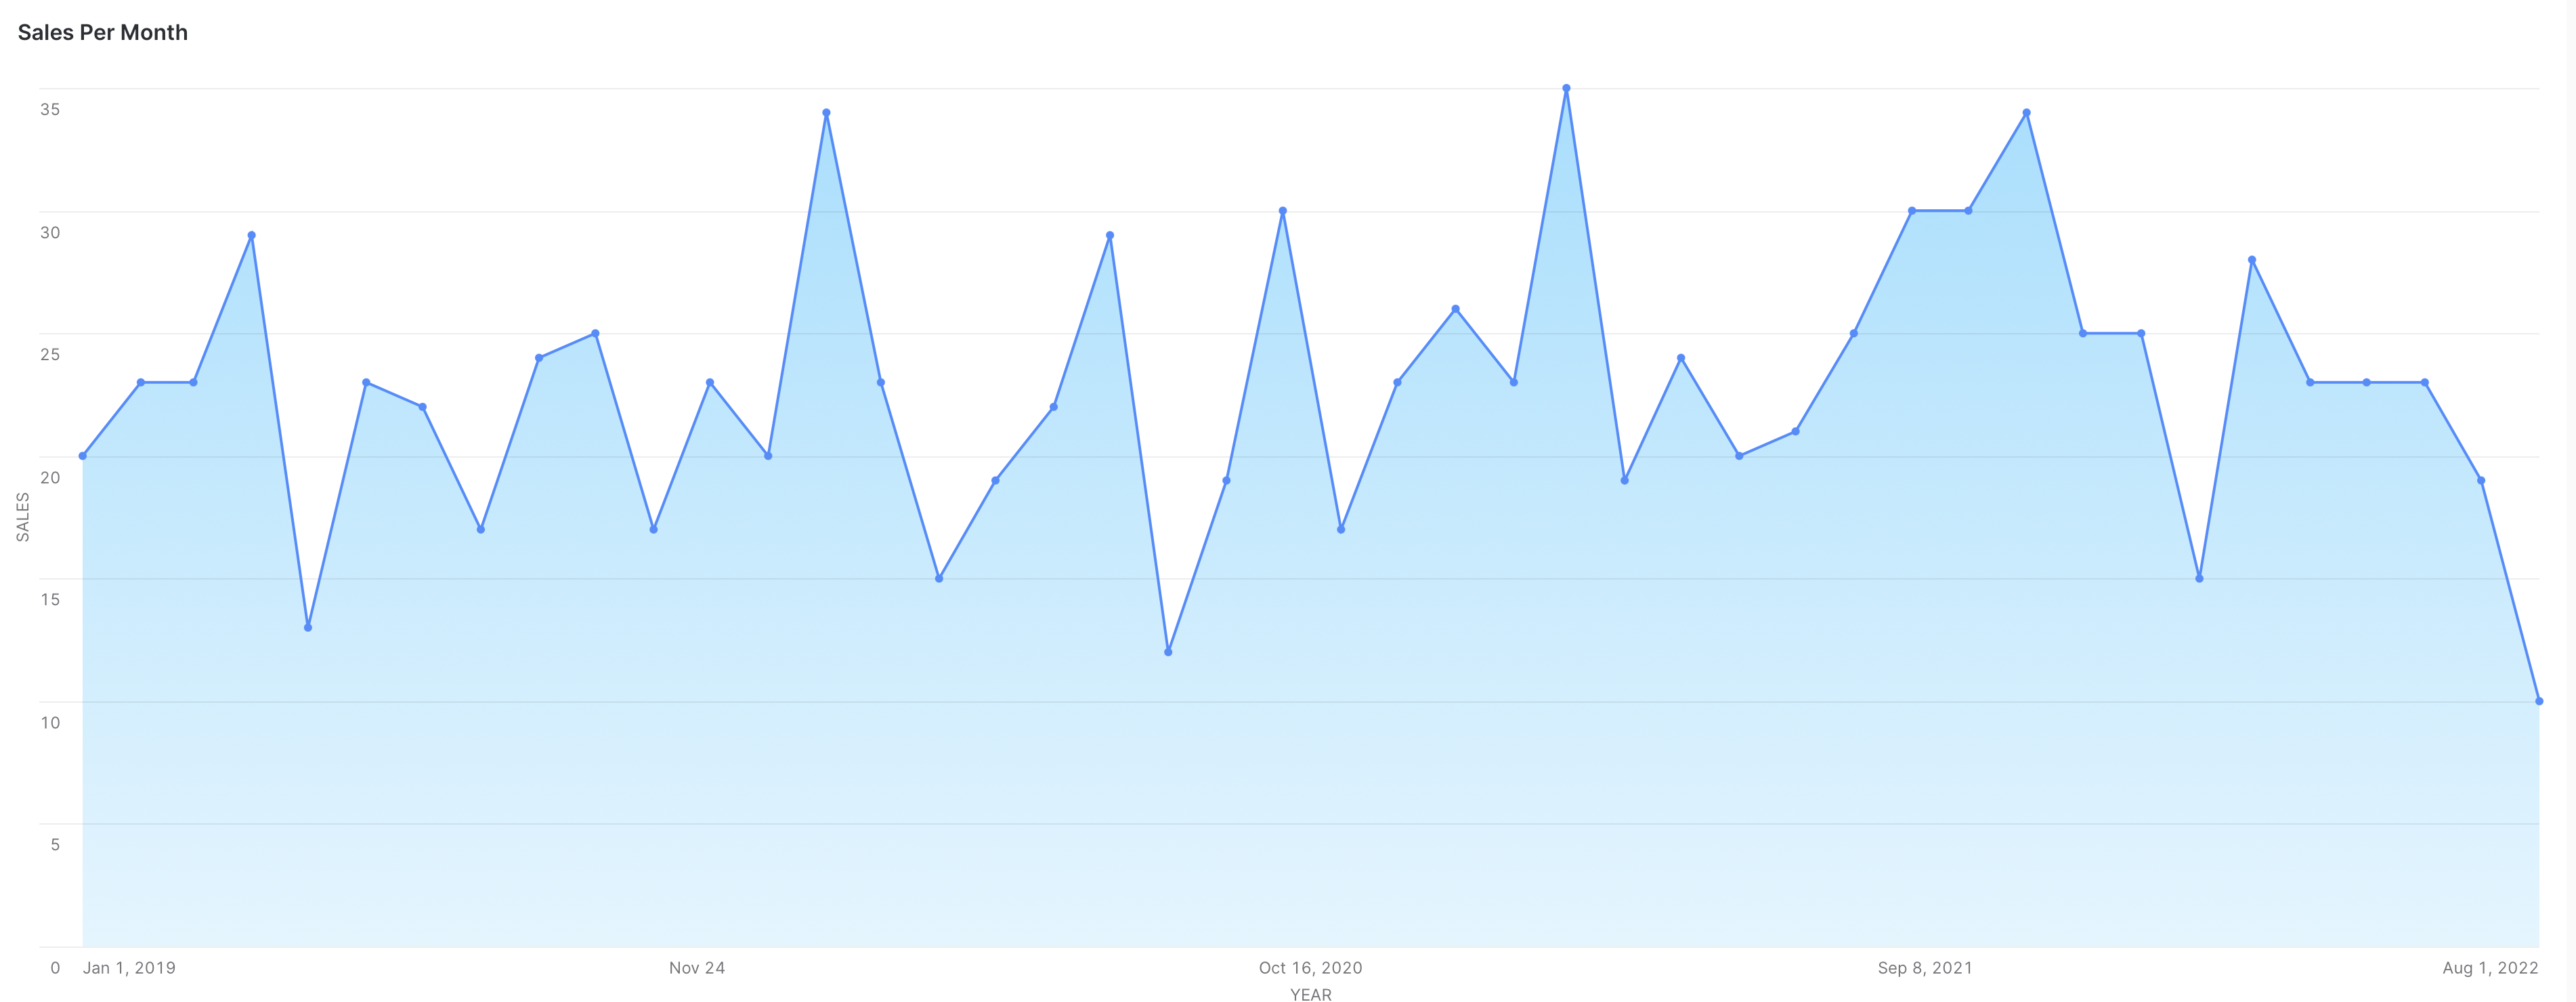 Sales Per Month
35
30
25
20
15
10
5
0
SALES
Jan 1, 2019
Nov 24
Oct 16, 2020
Sep 8, 2021
Aug 1, 2022
YEAR